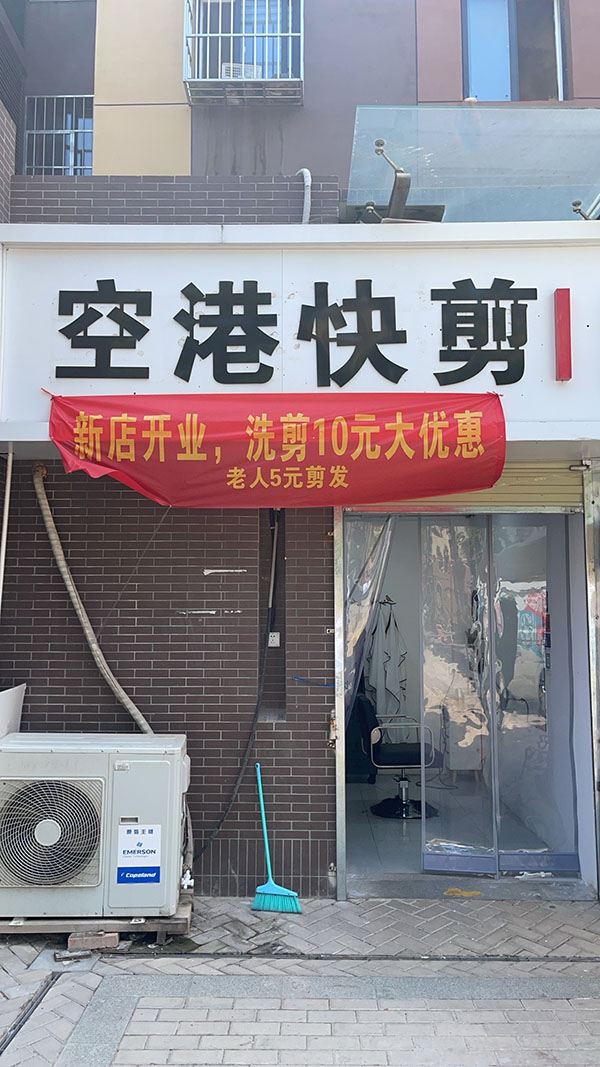 空港快剪
新店开业，洗剪10元大优惠
老人5元剪发
EMERSON
Copeland